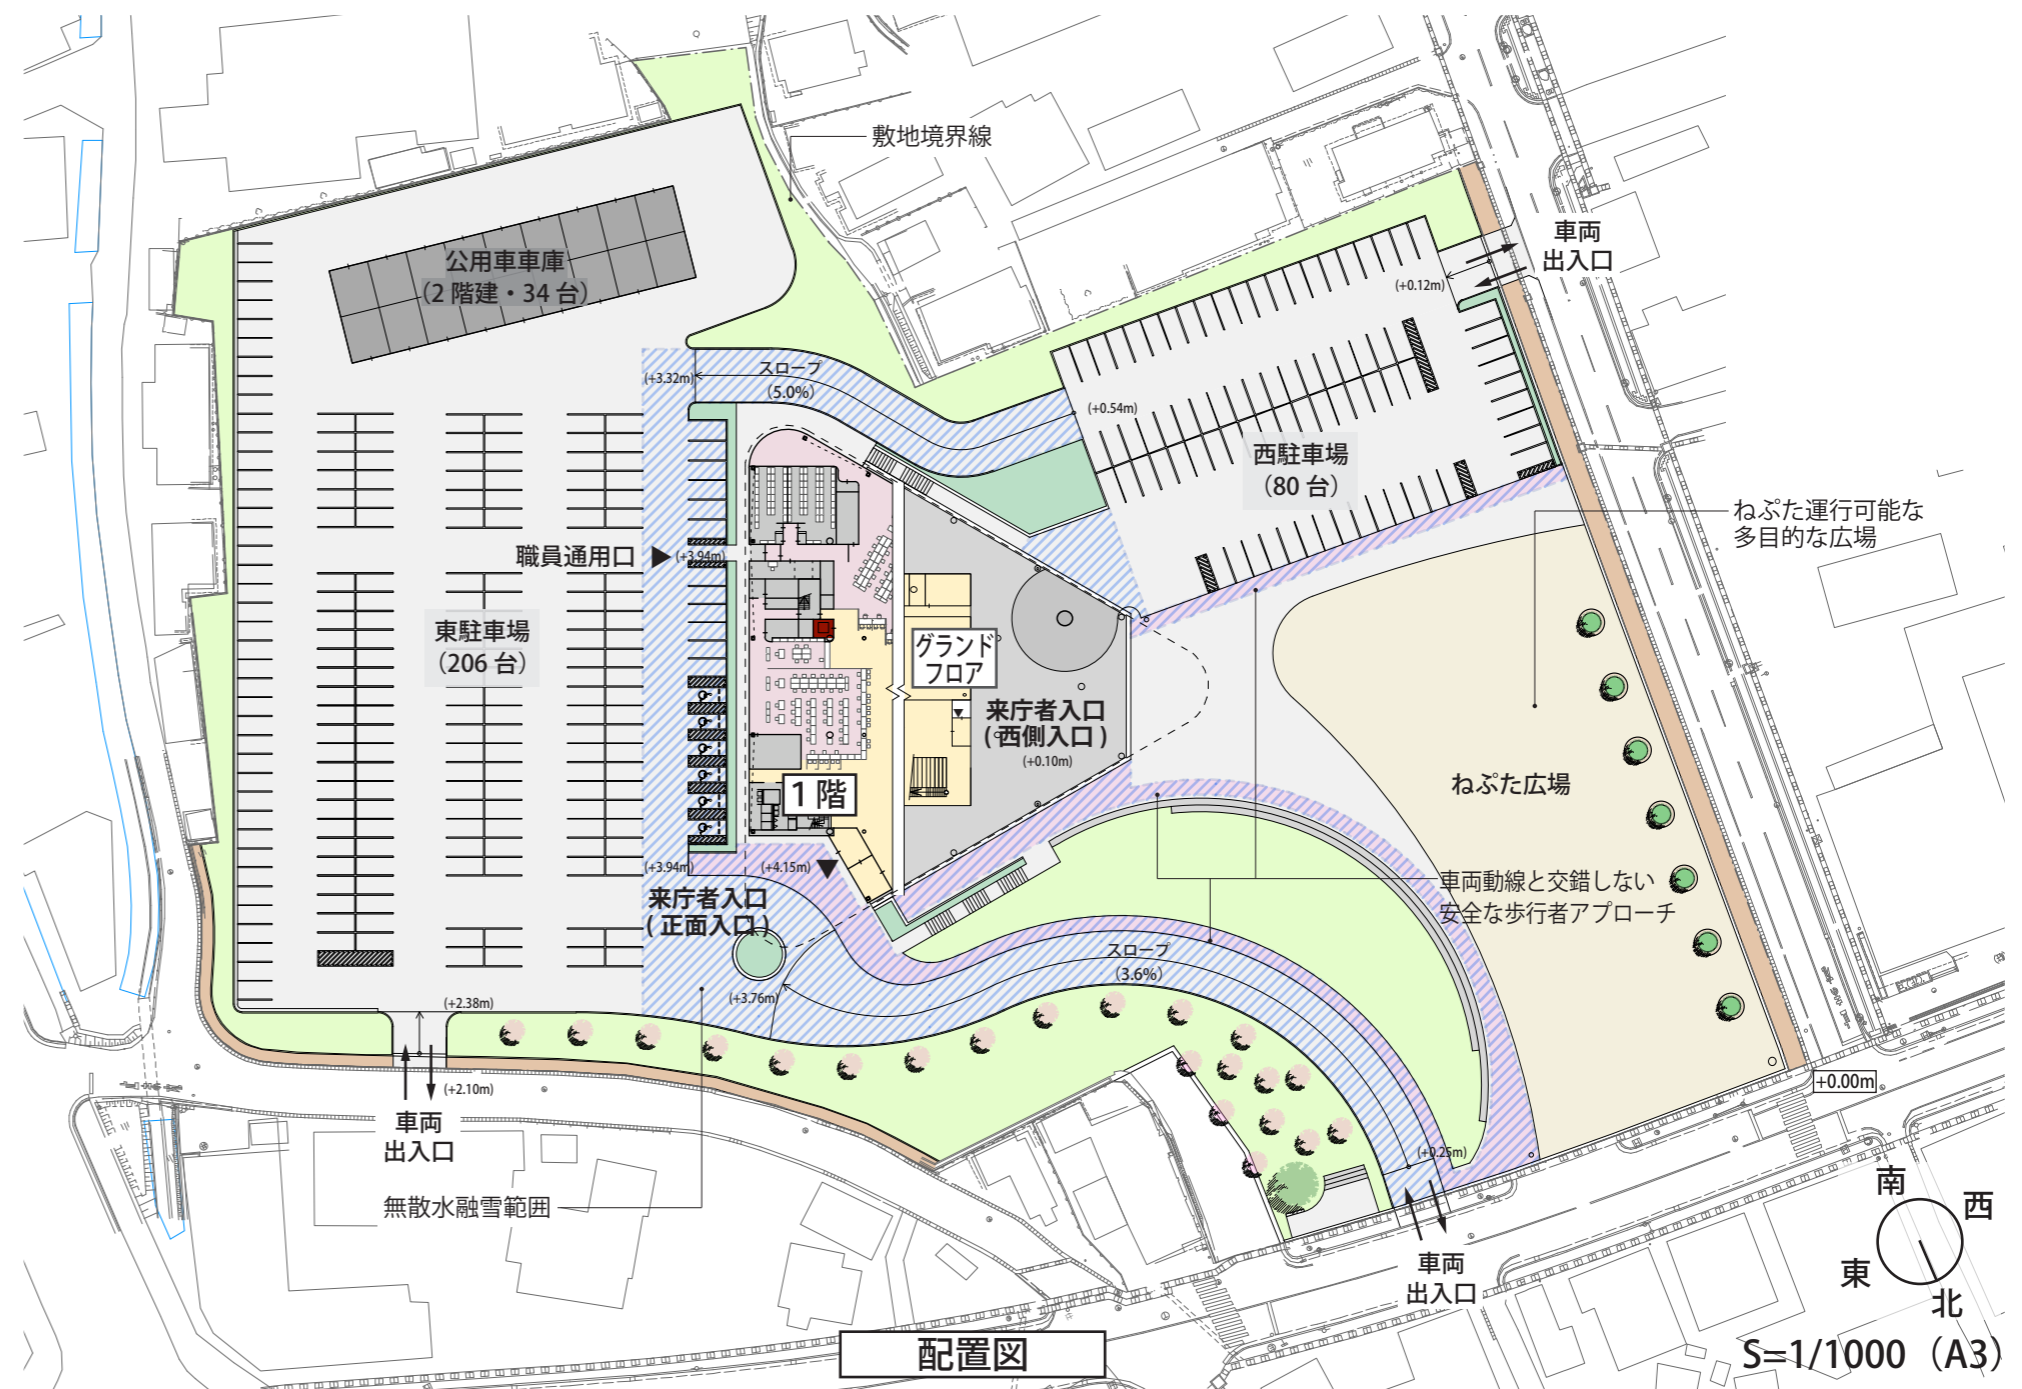 敷地境界線
車両
出入口
(+0.12m)
公用車車庫
（2 階建・34 台）
スロープ
（5.0%）
(+3.32m)
(+0.54m)
西駐車場
（80 台）
ねぷた運行可能な
多目的な広場
職員通用口
(+3.94m)
東駐車場
（206 台）
グランド
フロア
来庁者入口
( 西側入口 )
(+0.10m)
1 階
ねぷた広場
(+3.94m)
(+4.15m)
来庁者入口
( 正面入口 )
車両動線と交錯しない
安全な歩行者アプローチ
スロープ
（3.6%）
(+3.76m)
(+2.38m)
(+2.10m)
車両
出入口
+0.00m
(+0.25m)
無散水融雪範囲
車両
出入口
南
西
東
北
配置図
S=1/1000（A3）